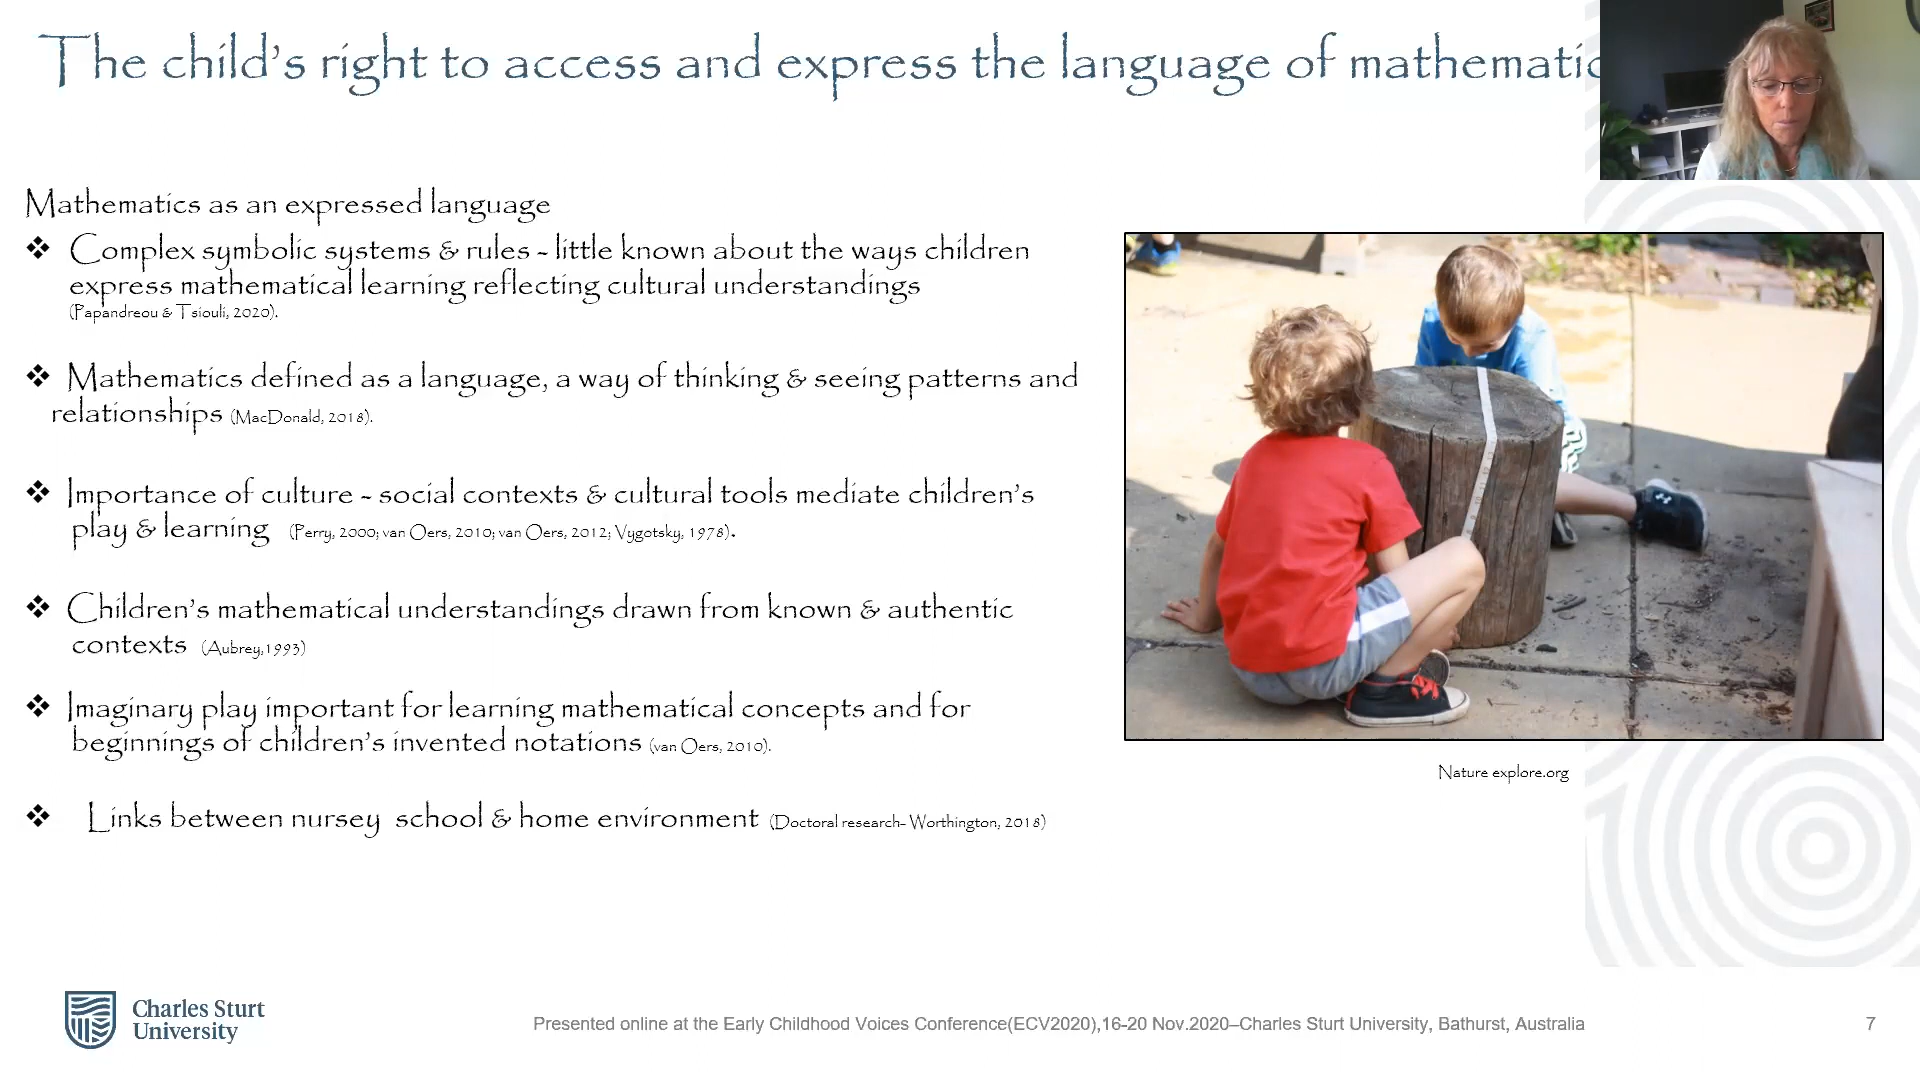 The child's right to access and express the language of mathematic
Mathematics as an expressed language
❖ Complex symbolic systems & rules - little known about the ways children
express mathematical learning reflecting cultural understandings
(Papandreou & Tsiouli, 2020).
❖ Mathematics defined as a language, a way of thinking & seeing patterns and
relationships (MacDonald, 2018).
❖ Importance of culture - social contexts & cultural tools mediate children's
play & learning (Perry, 2000; van Oers, 2010; van Oers, 2012; Vygotsky, 1978).
❖ Children's mathematical understandings drawn from known & authentic
contexts (Aubrey,1993)
❖ Imaginary play important for learning mathematical concepts and for
beginnings of children's invented notations (van Oers, 2010).
❖ Links between nursey school & home environment (Doctoral research- Worthington, 2018)
Nature explore.org
Charles Sturt
University
Presented online at the Early Childhood Voices Conference(ECV2020),16-20 Nov.2020–Charles Sturt University, Bathurst, Australia
7